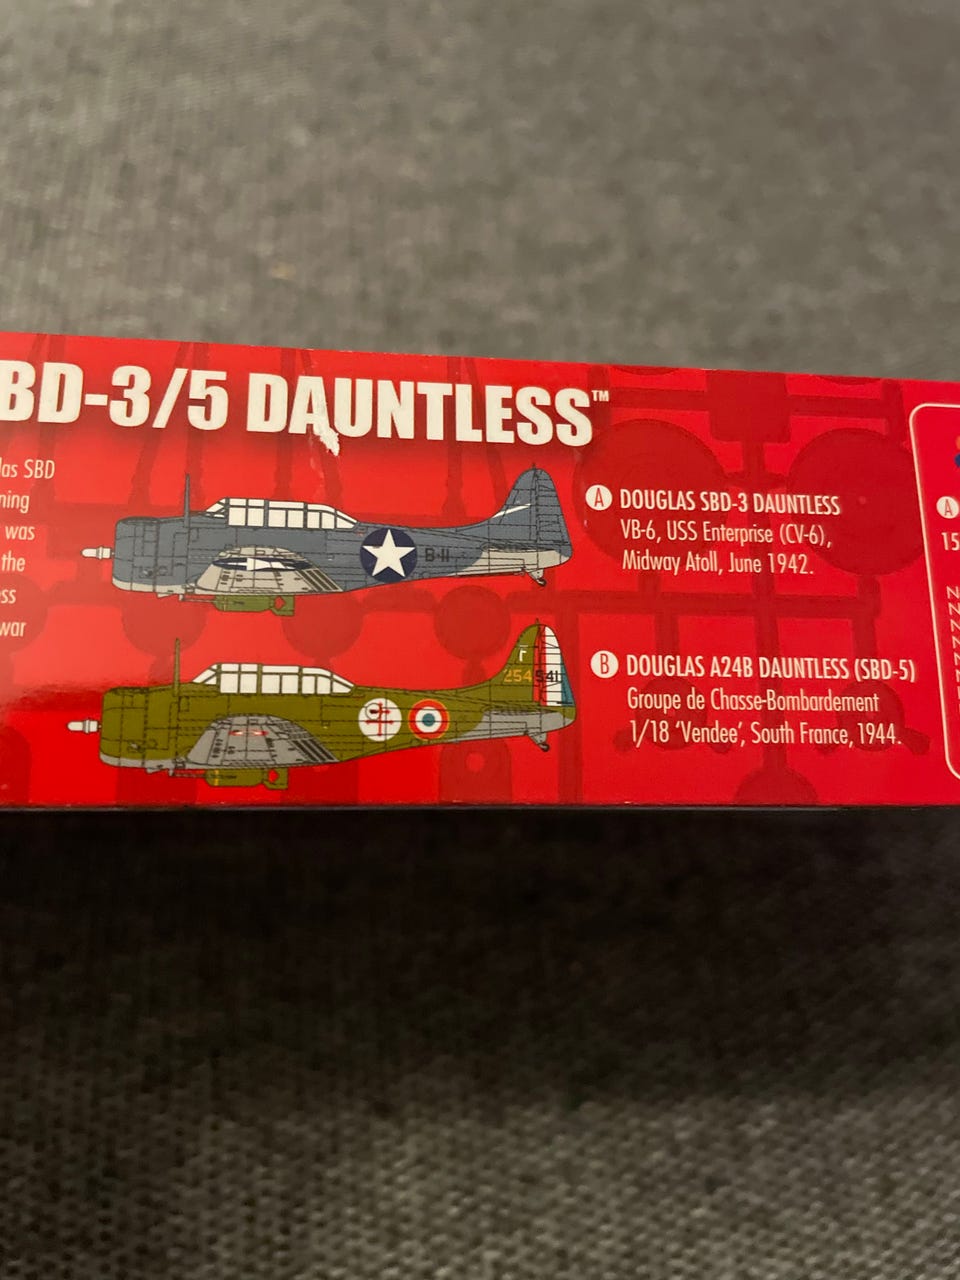 BD-3/5 DAUNTLESS™
las SBD
ning
was
the
ess
war
B-11
A DOUGLAS SBD-3 DAUNTLESS
VB-6, USS Enterprise (CV-6),
Midway Atoll, June 1942.
254541
B DOUGLAS A24B DAUNTLESS (SBD-5)
Groupe de Chasse-Bombardement
1/18 ‘Vendee’, South France, 1944.
A
15
N
N
N
N
N